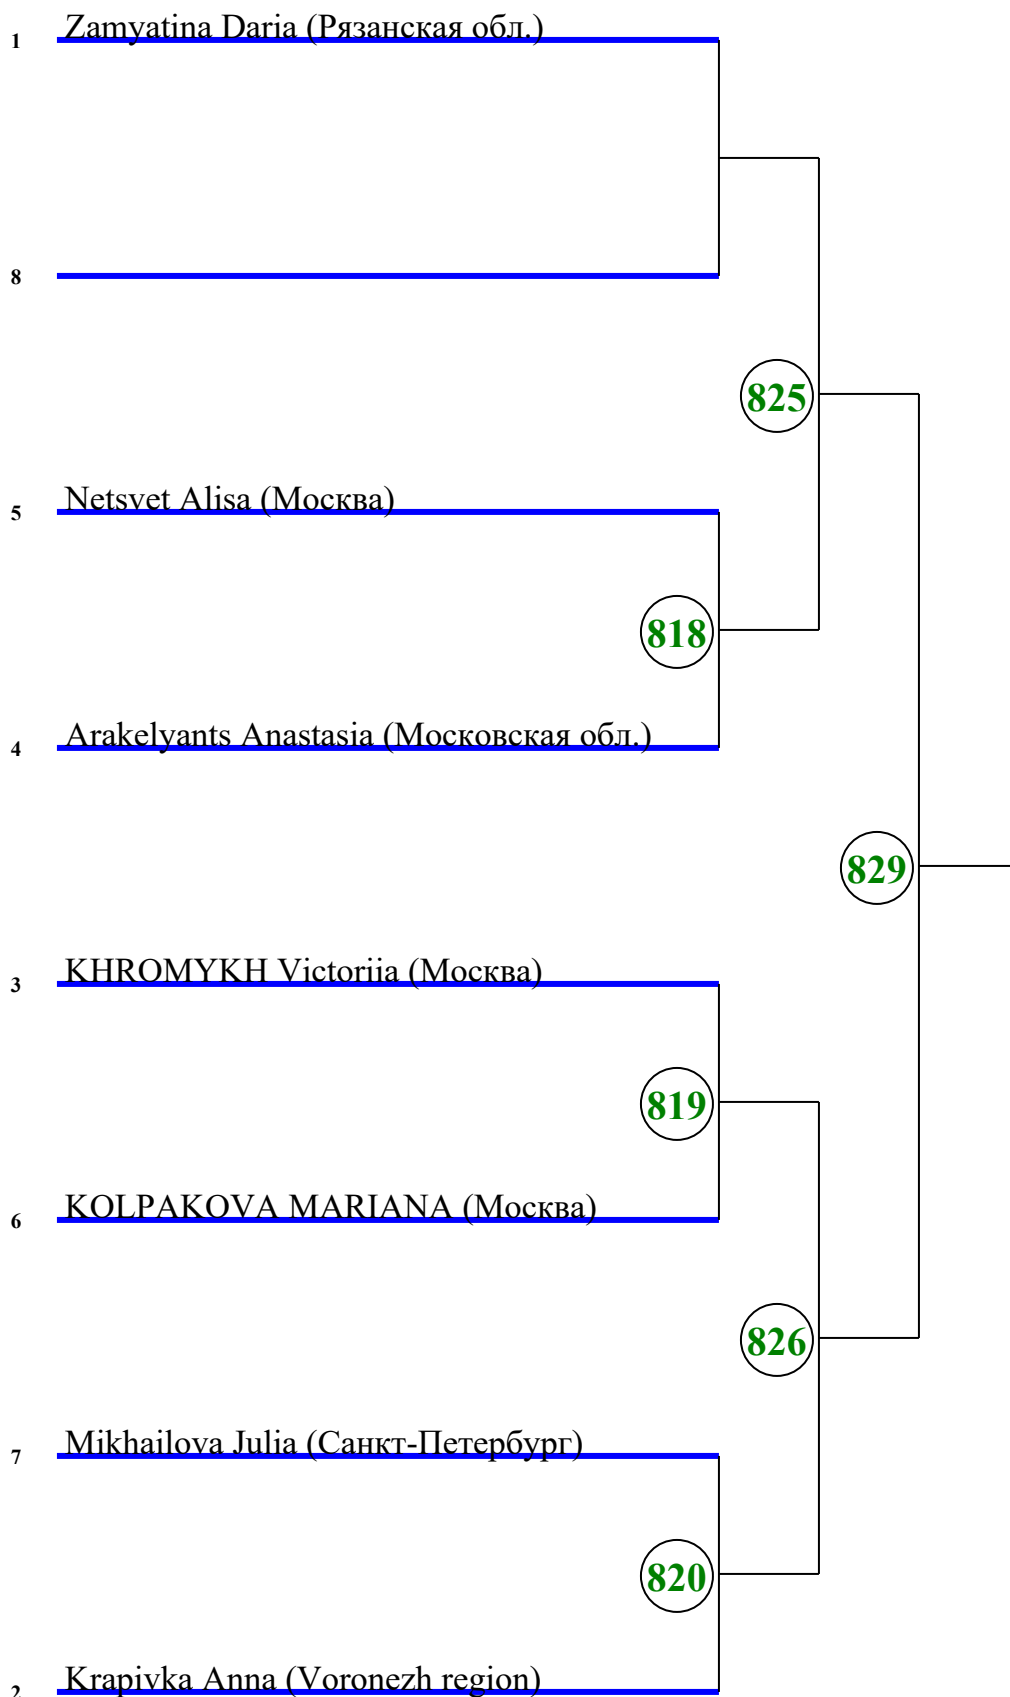 1 Zamyatina Daria (Рязанская обл.)
8
825
5 Netsvet Alisa (Москва)
818
4 Arakelyants Anastasia (Московская обл.)
829
3 KHROMYKH Victoriia (Москва)
819
6 KOLPAKOVA MARIANA (Москва)
826
7 Mikhailova Julia (Санкт-Петербург)
820
2 Krapivka Anna (Voronezh region)